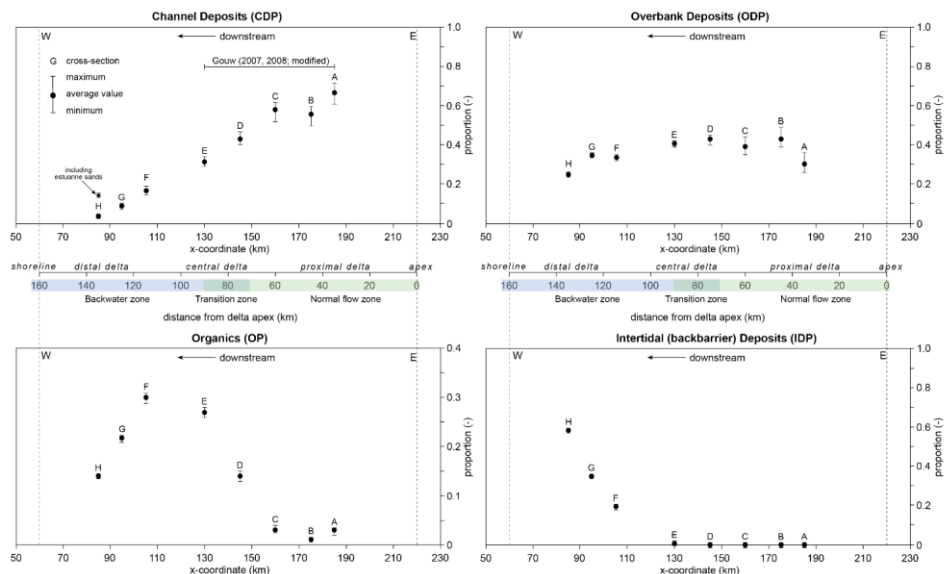 Channel Deposits (CDP)
W
downstream
E
Gouw (2007, 2008; modified)
G cross-section
maximum
average value
minimum
including
estuarine sands
H
G
F
E
D
C
B
A
1.0
0.8
0.6
0.4
0.2
0
proportion (-)
50 70 90 110 130 150 170 190 210 230
x-coordinate (km)
Overbank Deposits (ODP)
W
downstream
E
H
G
F
E
D
C
B
A
1.0
0.8
0.6
0.4
0.2
0
proportion (-)
50 70 90 110 130 150 170 190 210 230
x-coordinate (km)
shoreline distal delta central delta proximal delta apex
160 140 120 100 80 60 40 20 0
Backwater zone Transition zone Normal flow zone
distance from delta apex (km)
shoreline distal delta central delta proximal delta apex
160 140 120 100 80 60 40 20 0
Backwater zone Transition zone Normal flow zone
distance from delta apex (km)
Organics (OP)
W
downstream
E
H
G
F
E
D
C
B
A
0.4
0.3
0.2
0.1
0
proportion (-)
50 70 90 110 130 150 170 190 210 230
x-coordinate (km)
Intertidal (backbarrier) Deposits (IDP)
W
downstream
E
H
G
F
E
D
C
B
A
1.0
0.8
0.6
0.4
0.2
0
proportion (-)
50 70 90 110 130 150 170 190 210 230
x-coordinate (km)